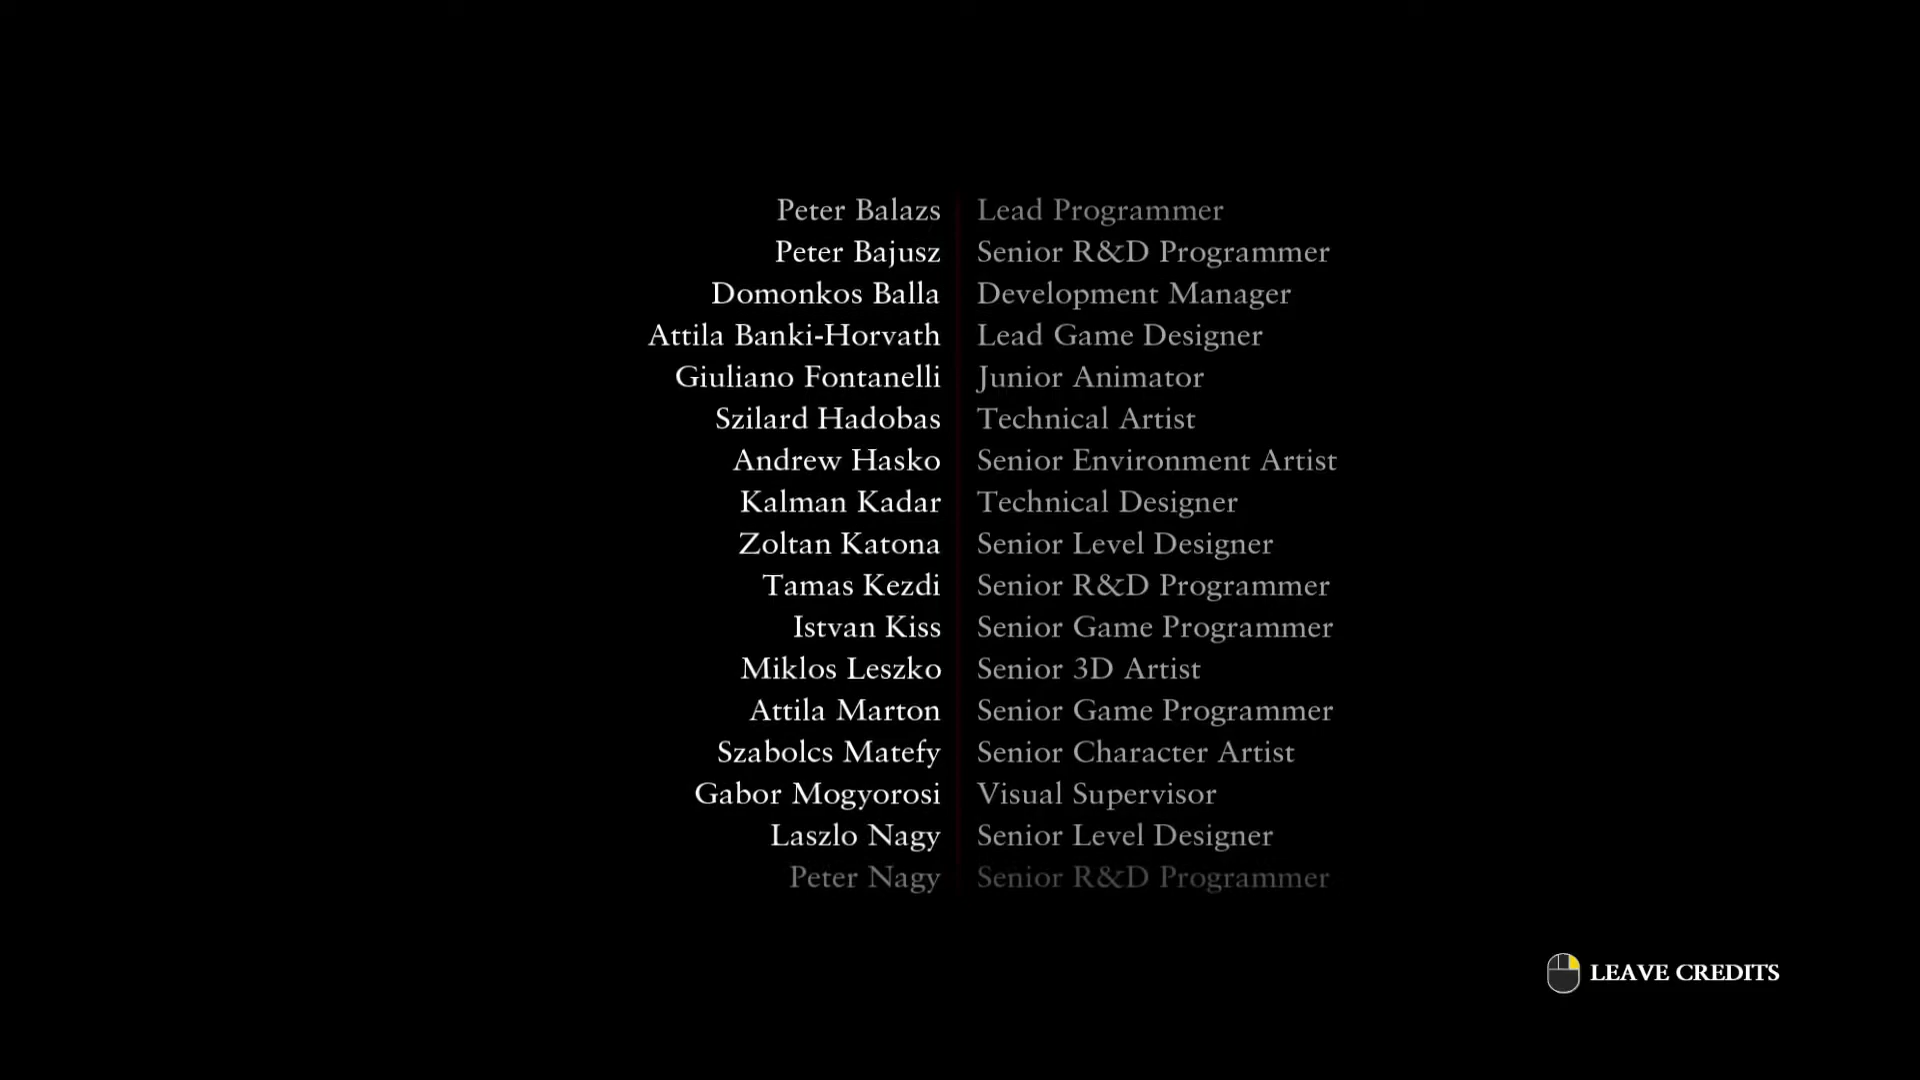 Peter Balazs Lead Programmer
Peter Bajusz Senior R&D Programmer
Domonkos Balla Development Manager
Attila Banki-Horvath Lead Game Designer
Giuliano Fontanelli Junior Animator
Szilard Hadobas Technical Artist
Andrew Hasko Senior Environment Artist
Kalman Kadar Technical Designer
Zoltan Katona Senior Level Designer
Tamas Kezdi Senior R&D Programmer
Istvan Kiss Senior Game Programmer
Miklos Leszko Senior 3D Artist
Attila Marton Senior Game Programmer
Szabolcs Matefy Senior Character Artist
Gabor Mogyorosi Visual Supervisor
Laszlo Nagy Senior Level Designer
Peter Nagy Senior R&D Programmer
LEAVE CREDITS